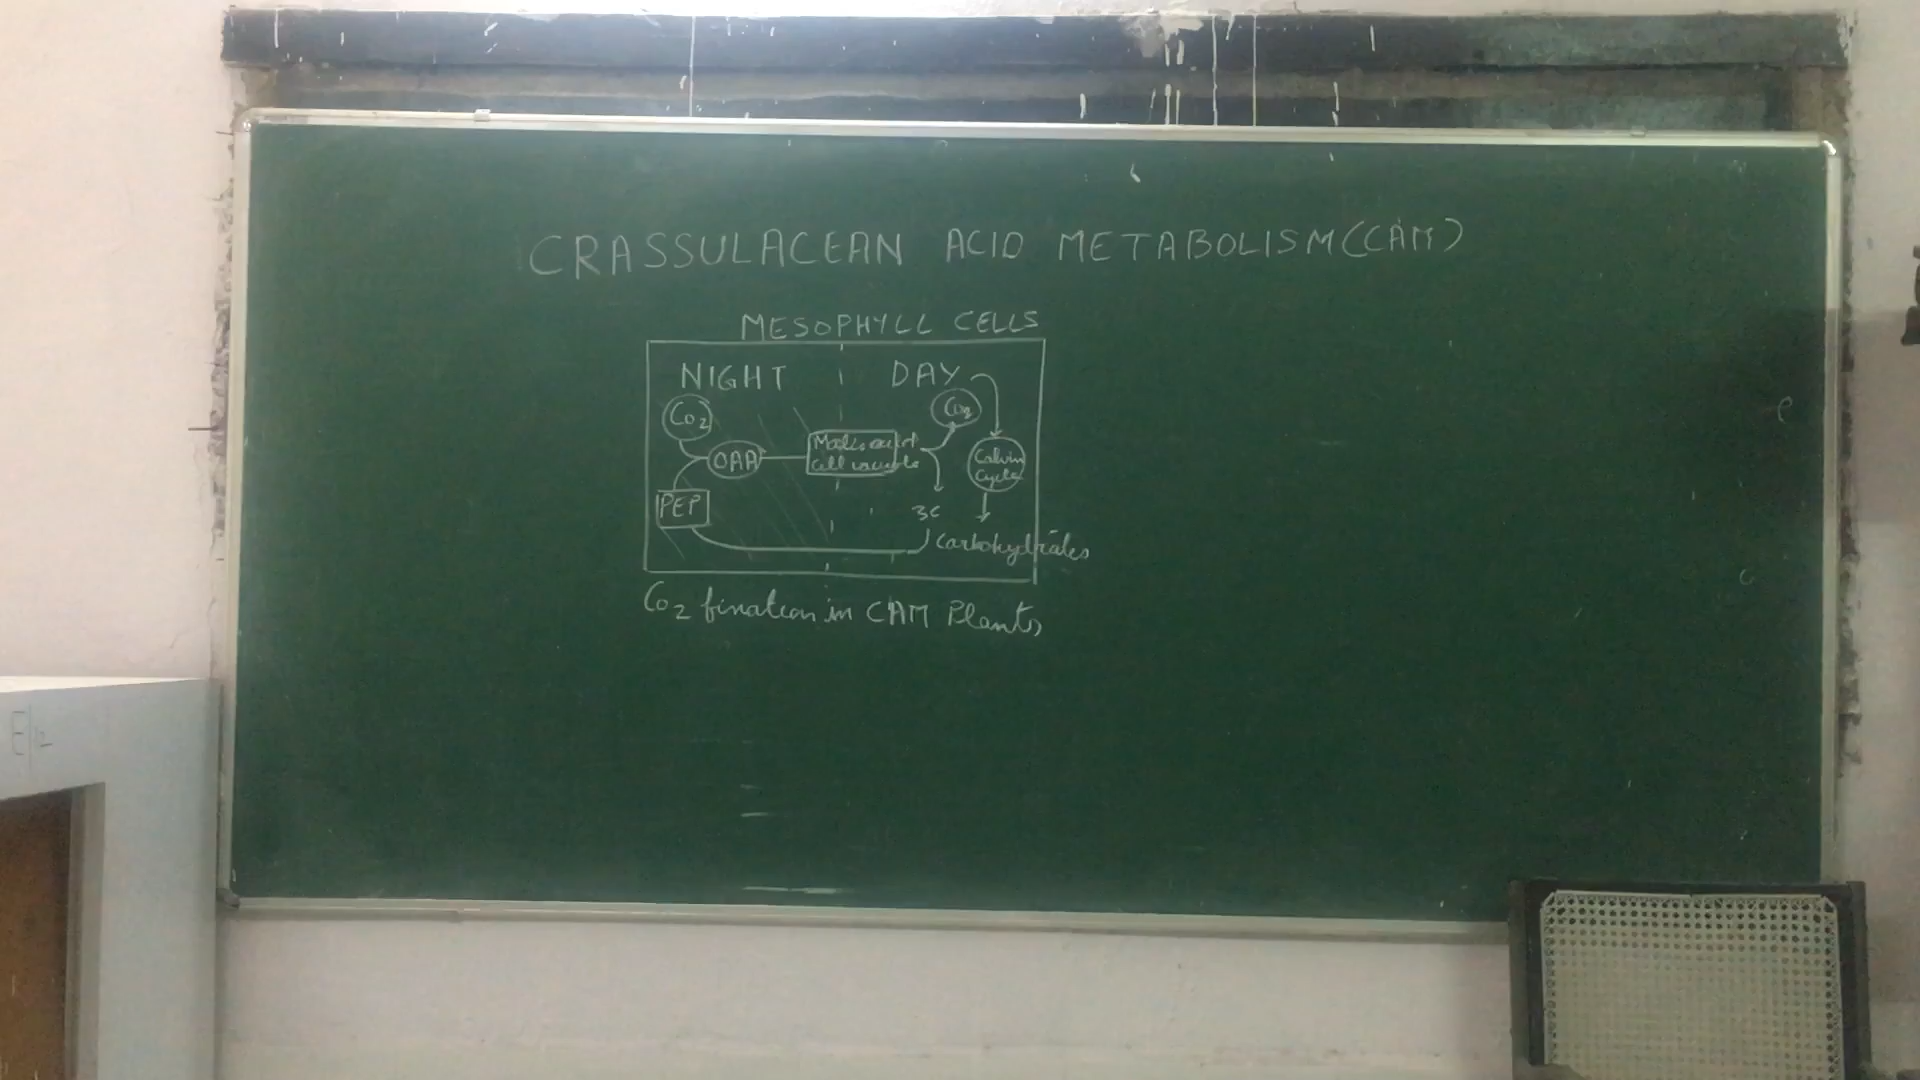 CRASSULACEAN ACID METABOLISM (CAM)
MESOPHYLL CELLS
NIGHT DAY
CO2 CO2
OAA Malic acid Calvin
cell vacuole Cycle
PEP 3C
Carbohydrates
CO2 fixation in CAM Plants